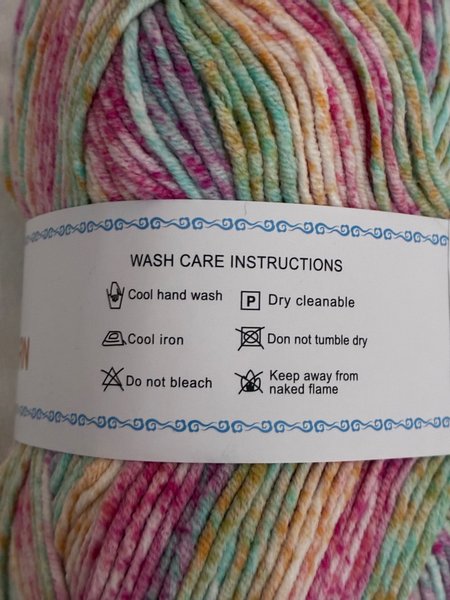 WASH CARE INSTRUCTIONS
Cool hand wash
P Dry cleanable
Cool iron
Don not tumble dry
Do not bleach
Keep away from
naked flame